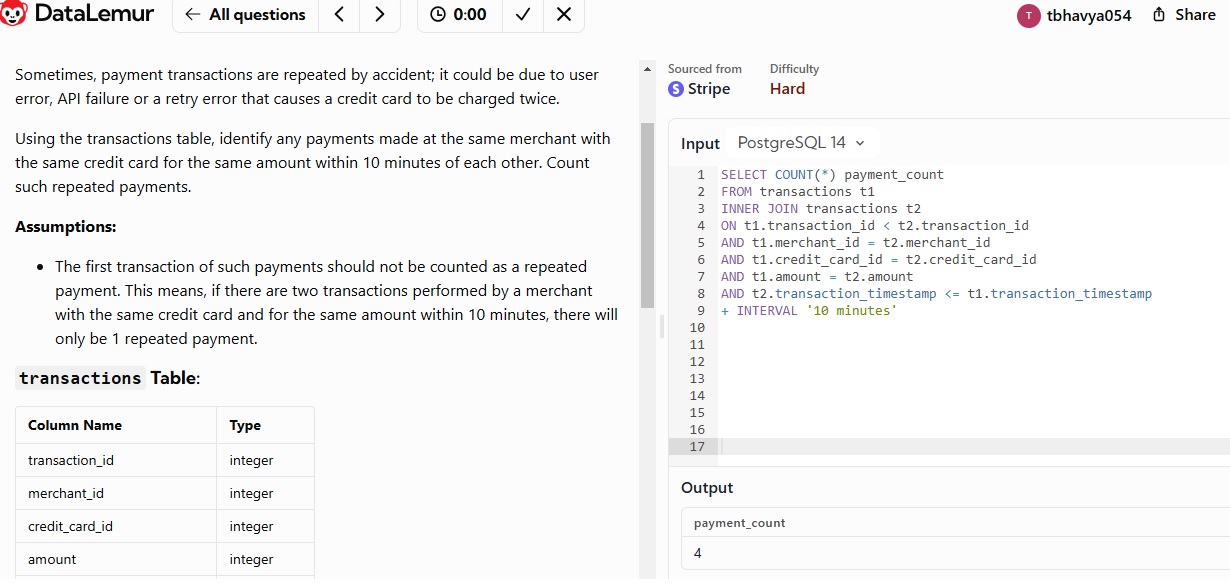 DataLemur
← All questions
0:00
T tbhavya054
Share
Sometimes, payment transactions are repeated by accident; it could be due to user
error, API failure or a retry error that causes a credit card to be charged twice.
Using the transactions table, identify any payments made at the same merchant with
the same credit card for the same amount within 10 minutes of each other. Count
such repeated payments.
Assumptions:
• The first transaction of such payments should not be counted as a repeated
payment. This means, if there are two transactions performed by a merchant
with the same credit card and for the same amount within 10 minutes, there will
only be 1 repeated payment.
transactions Table:
Column Name Type
transaction_id integer
merchant_id integer
credit_card_id integer
amount integer
Sourced from Difficulty
S Stripe Hard
Input PostgreSQL 14
1 SELECT COUNT(*) payment_count
2 FROM transactions t1
3 INNER JOIN transactions t2
4 ON t1.transaction_id < t2.transaction_id
5 AND t1.merchant_id = t2.merchant_id
6 AND t1.credit_card_id = t2.credit_card_id
7 AND t1.amount = t2.amount
8 AND t2.transaction_timestamp <= t1.transaction_timestamp
9 + INTERVAL '10 minutes'
10
11
12
13
14
15
16
17
Output
payment_count
4